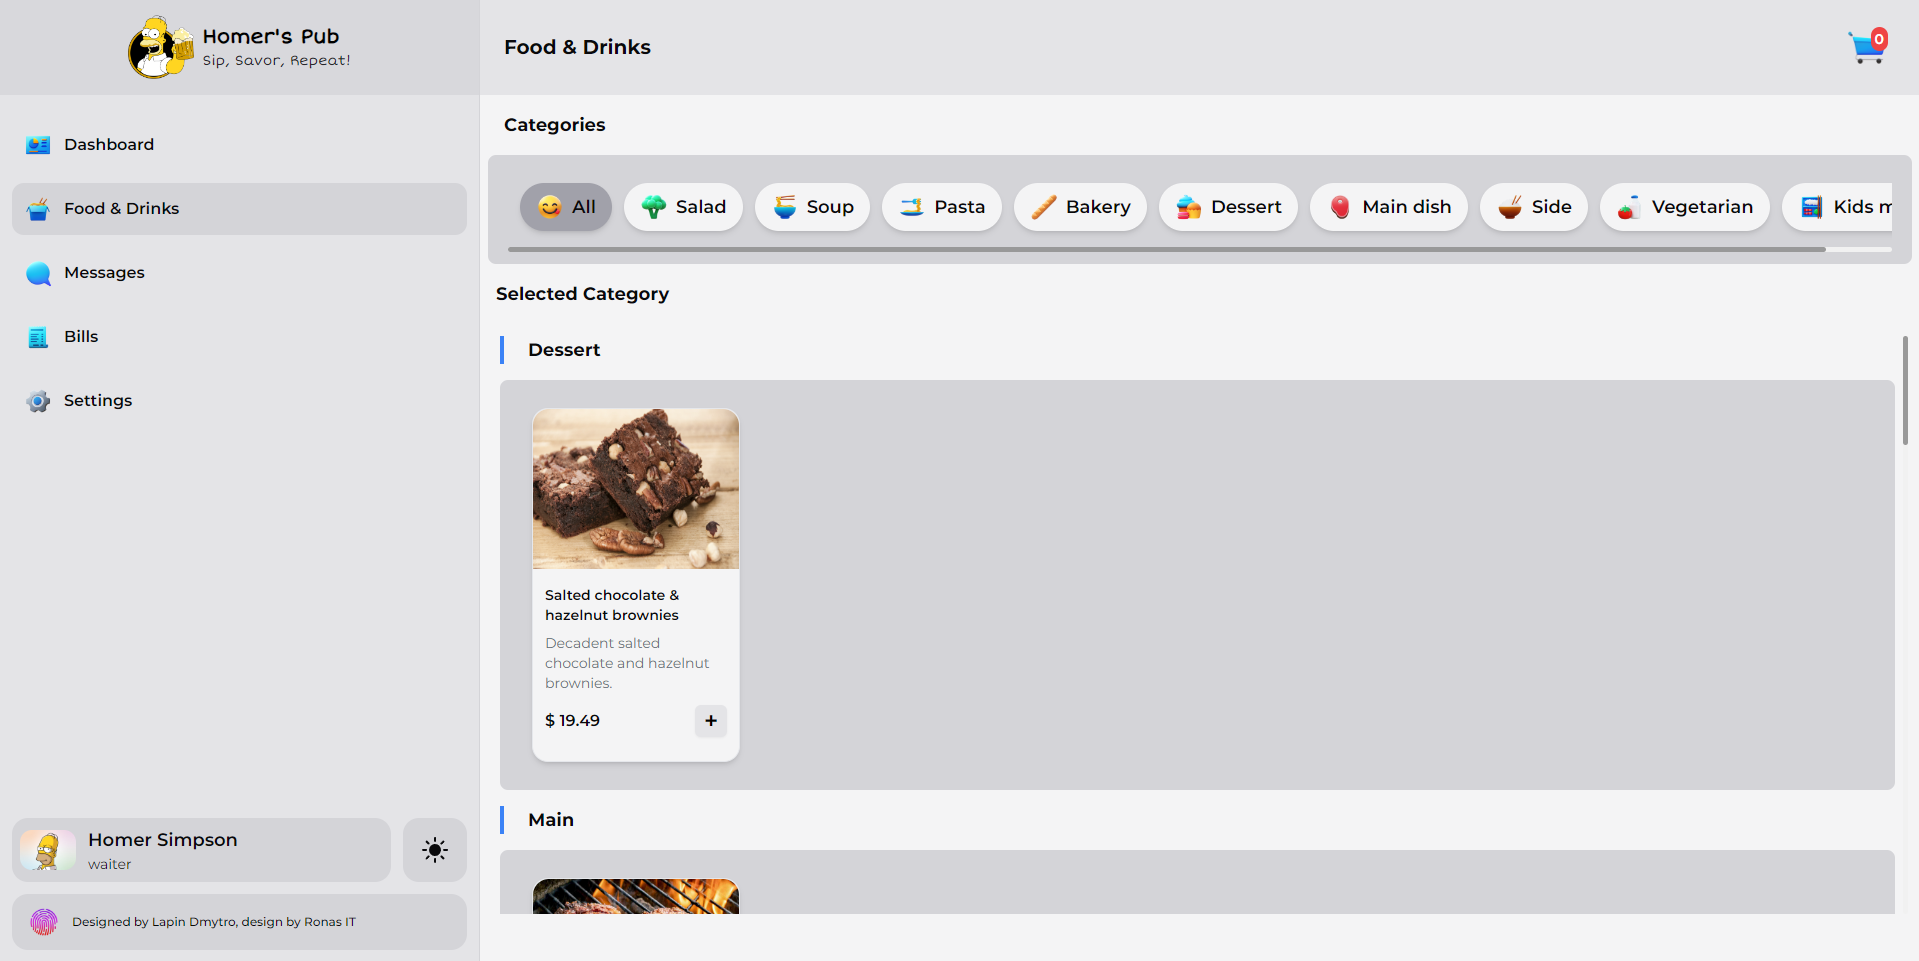 Homer's Pub
Sip, Savor, Repeat!
Dashboard
Food & Drinks
Messages
Bills
Settings
Homer Simpson
waiter
Designed by Lapin Dmytro, design by Ronas IT
Food & Drinks
0
Categories
All
Salad
Soup
Pasta
Bakery
Dessert
Main dish
Side
Vegetarian
Kids m
Selected Category
Dessert
Salted chocolate &
hazelnut brownies
Decadent salted
chocolate and hazelnut
brownies.
$ 19.49
+
Main